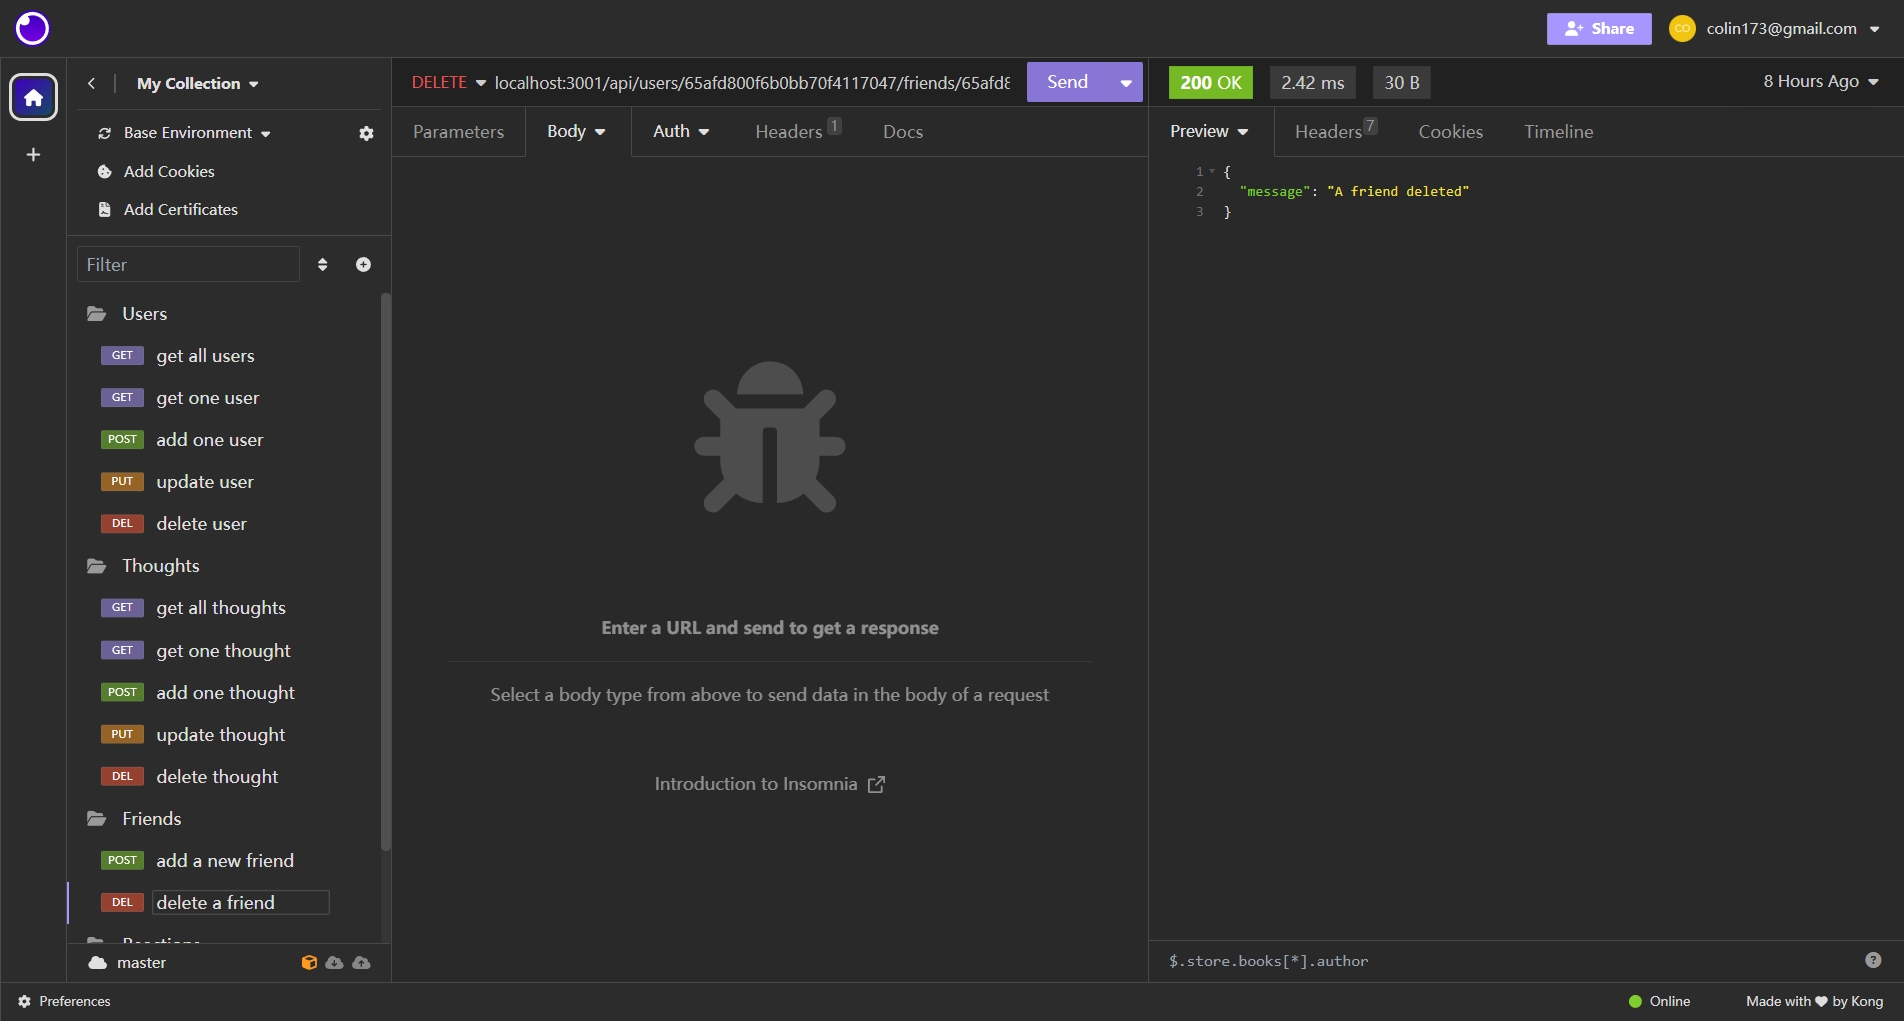 Share
CO
colin173@gmail.com
My Collection
Base Environment
Add Cookies
Add Certificates
Filter
Users
GET get all users
GET get one user
POST add one user
PUT update user
DEL delete user
Thoughts
GET get all thoughts
GET get one thought
POST add one thought
PUT update thought
DEL delete thought
Friends
POST add a new friend
DEL delete a friend
Reactions
master
DELETE localhost:3001/api/users/65afd800f6b0bb70f4117047/friends/65afd8
Send
Parameters Body Auth Headers 1 Docs
Enter a URL and send to get a response
Select a body type from above to send data in the body of a request
Introduction to Insomnia
200 OK 2.42 ms 30 B 8 Hours Ago
Preview Headers 7 Cookies Timeline
1 {
2 "message": "A friend deleted"
3 }
$.store.books[*].author
?
Preferences
Online
Made with ♥ by Kong